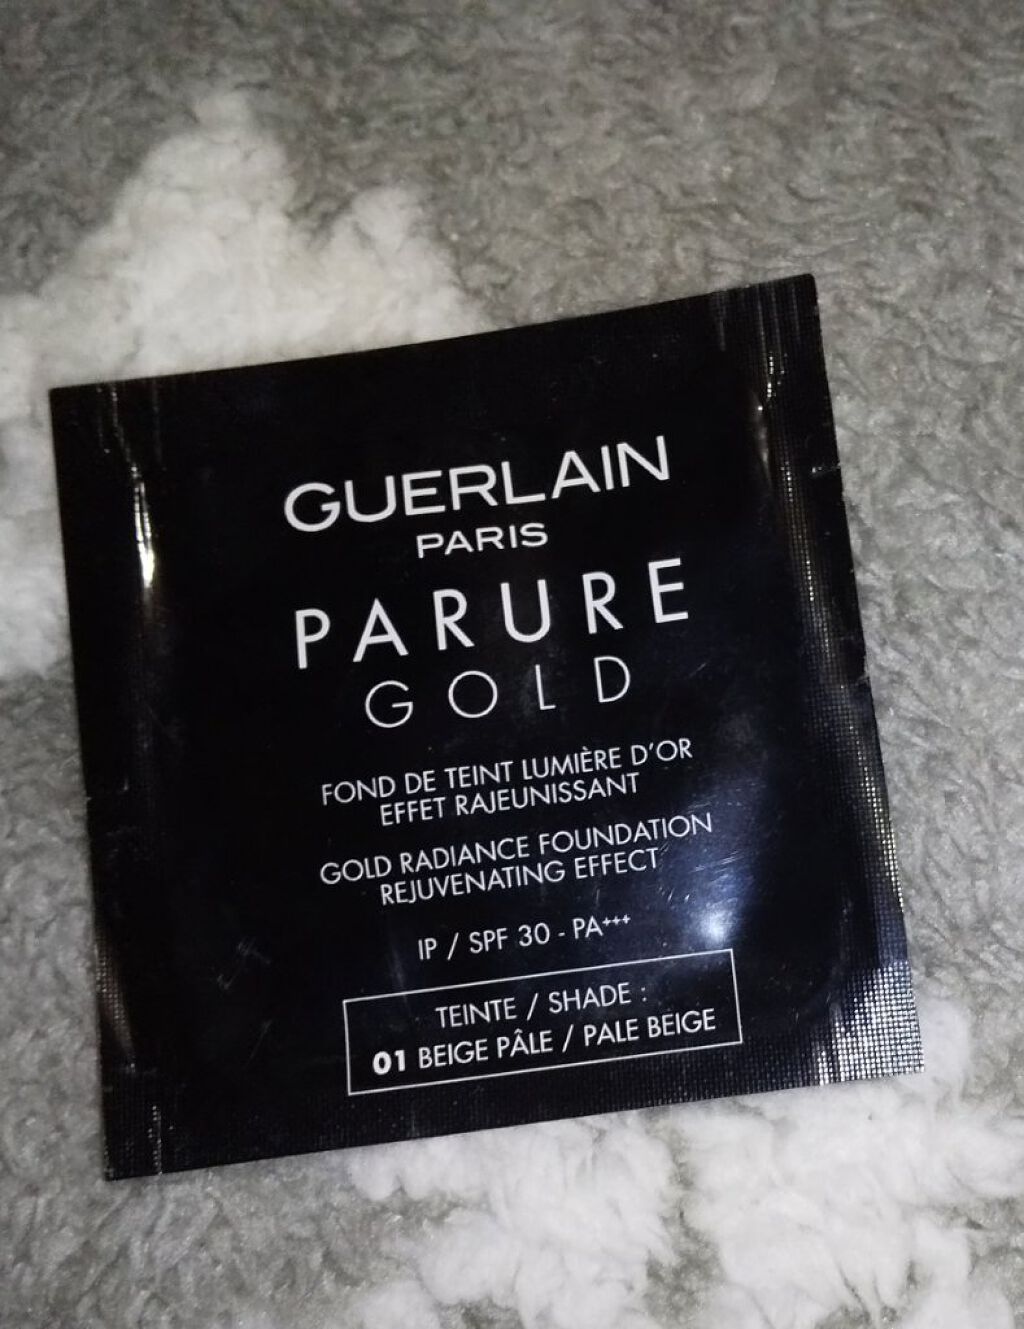 GUERLAIN
PARIS
PARURE
GOLD
FOND DE TEINT LUMIÈRE D'OR
EFFET RAJEUNISSANT
GOLD RADIANCE FOUNDATION
REJUVENATING EFFECT
IP / SPF 30 - PA+++
TEINTE / SHADE :
01 BEIGE PÂLE / PALE BEIGE